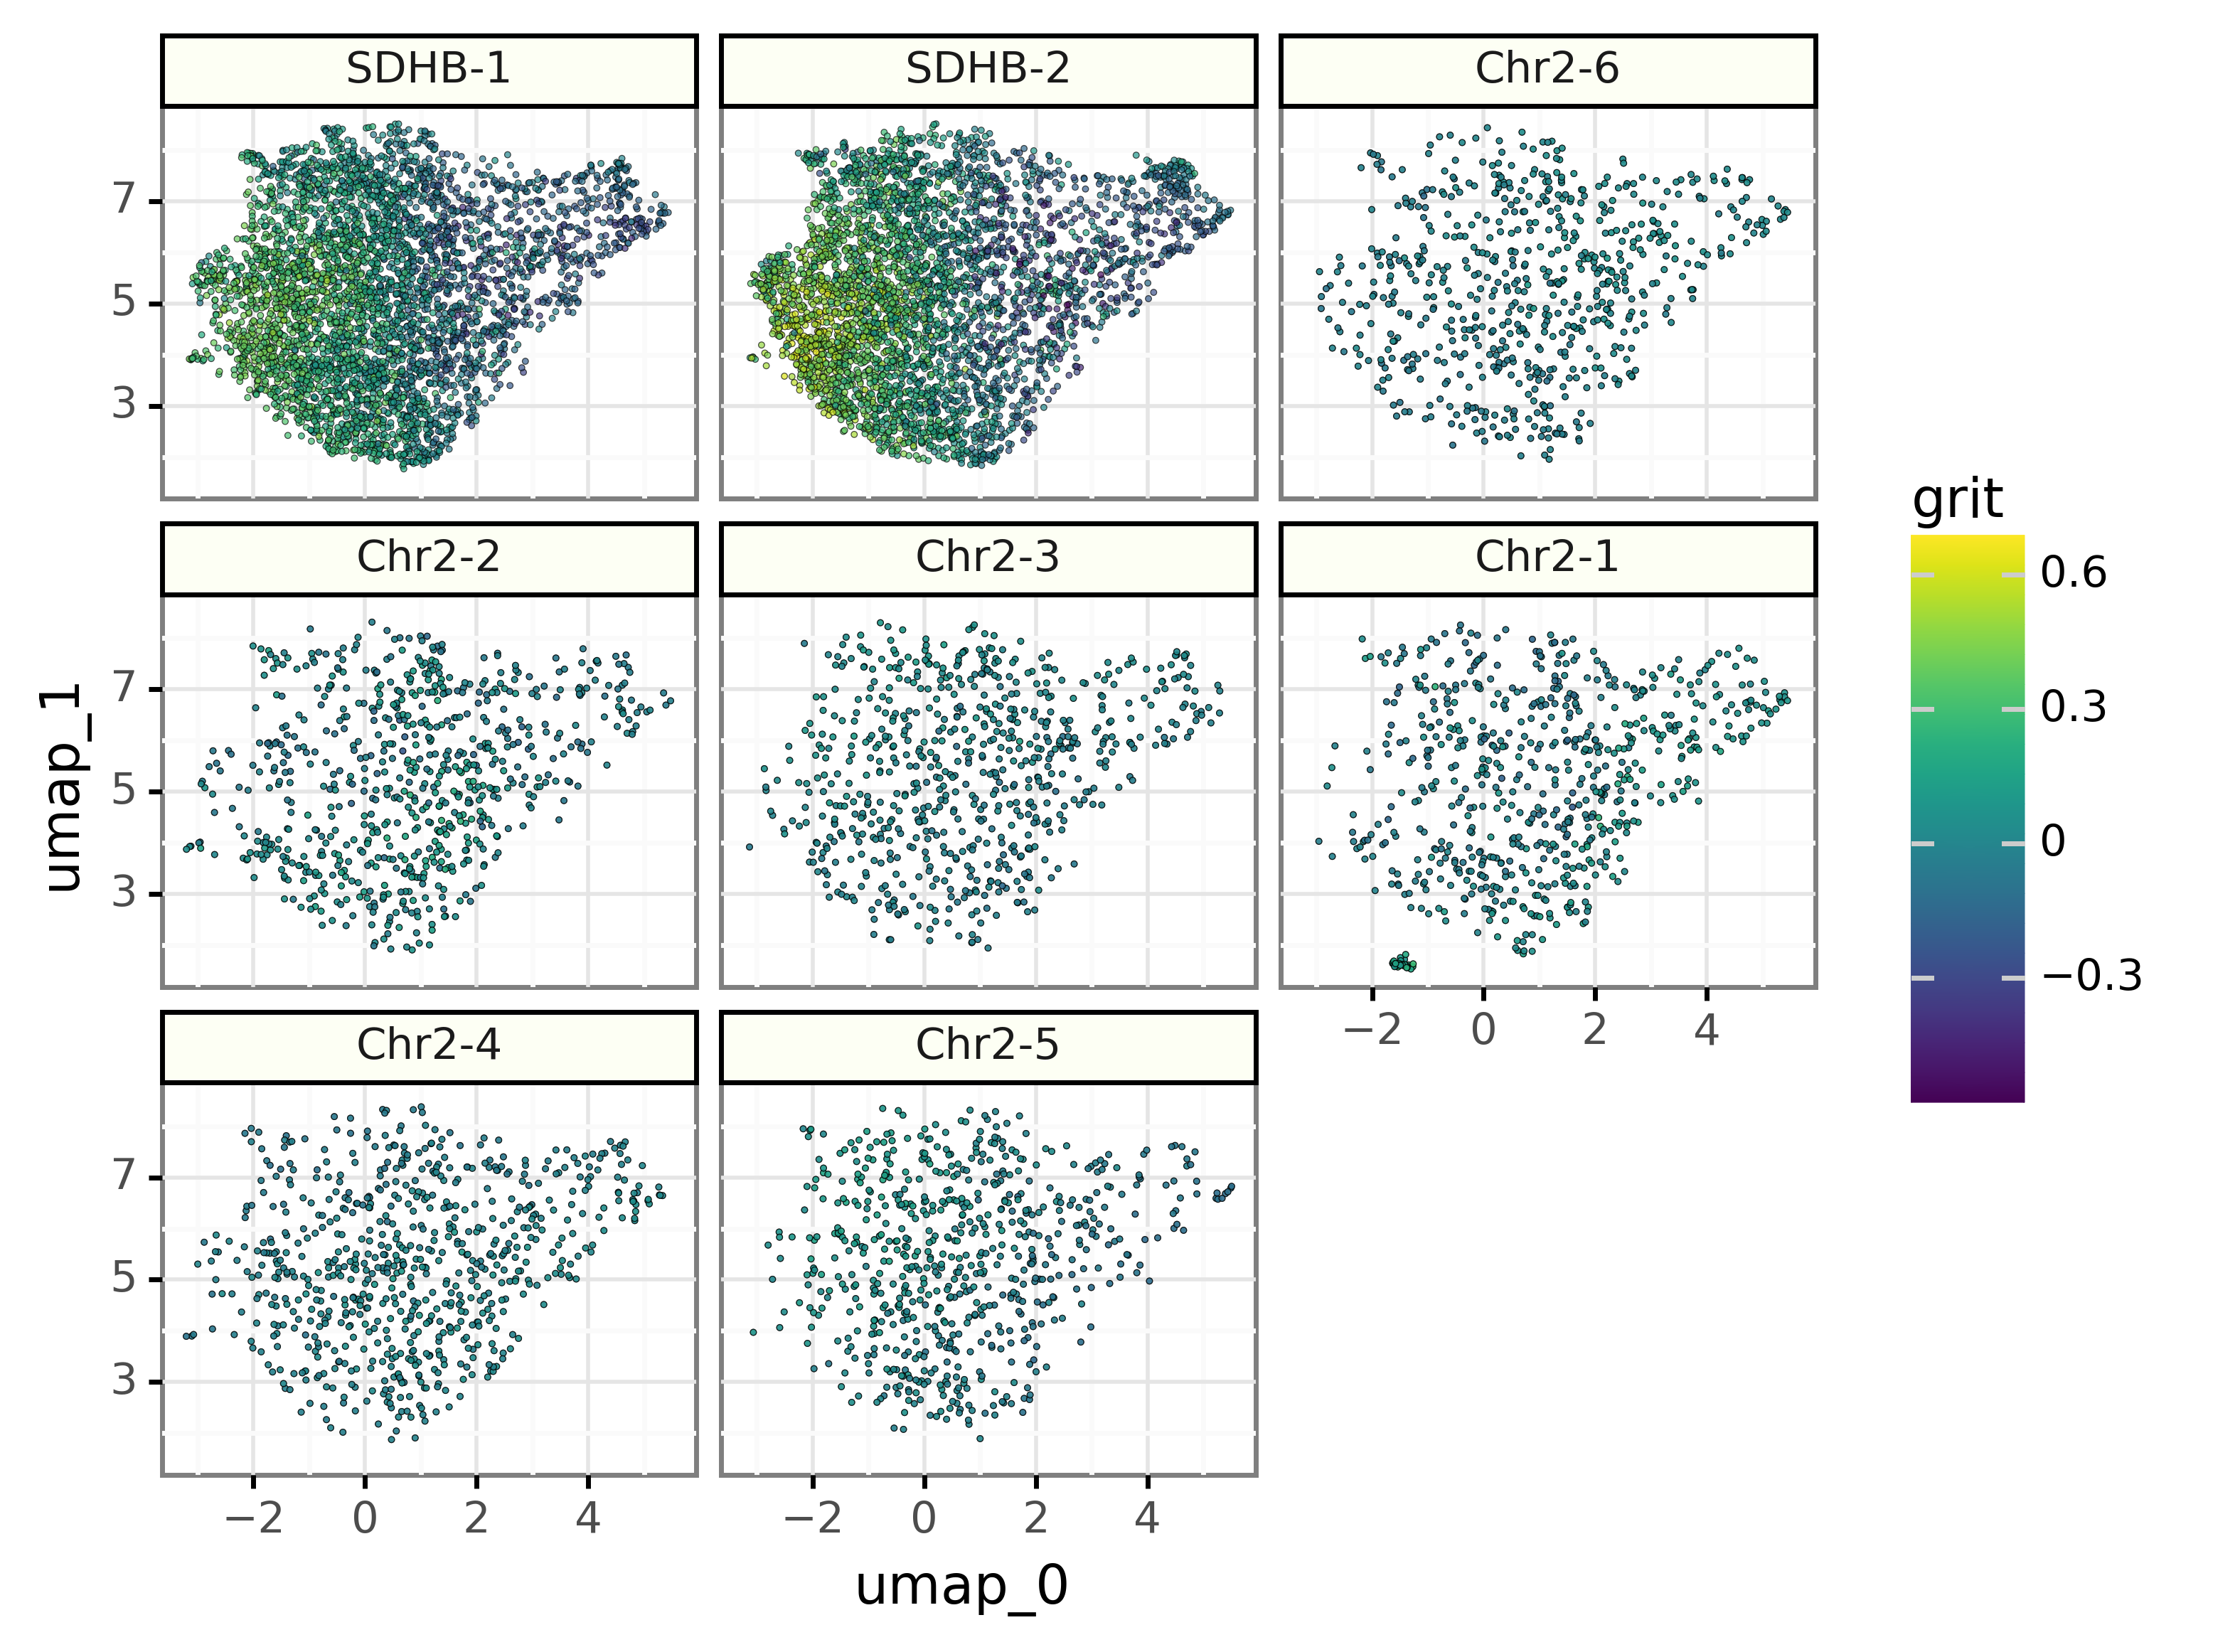 SDHB-1 SDHB-2 Chr2-6
7
5
3
Chr2-2 Chr2-3 Chr2-1
7
5
3
−2 0 2 4
Chr2-4 Chr2-5
7
5
3
−2 0 2 4 −2 0 2 4
umap_0
umap_1
grit
0.6
0.3
0
−0.3